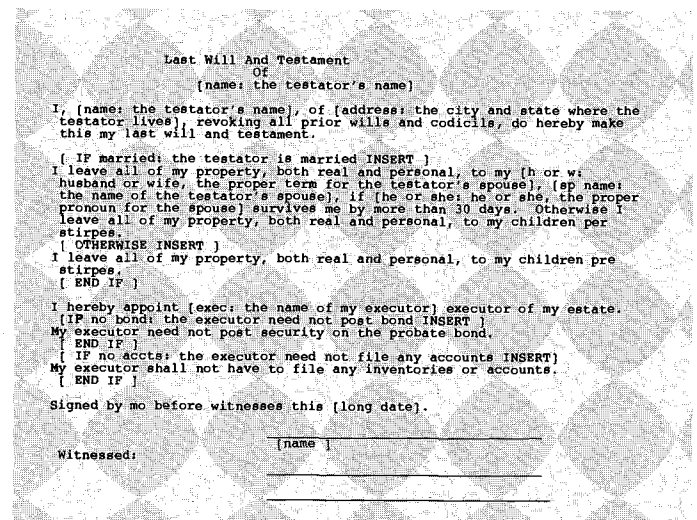 Last Will And Testament
Of
[name: the testator's name]
I, [name: the testator's name], of [address: the city and state where the
testator lives], revoking all prior wills and codicils, do hereby make
this my last will and testament.
[ IF married: the testator is married INSERT ]
I leave all of my property, both real and personal, to my [h or w:
husband or wife, the proper term for the testator's spouse], [sp name:
the name of the testator's spouse], if [he or she: he or she, the proper
pronoun for the spouse] survives me by more than 30 days. Otherwise I
leave all of my property, both real and personal, to my children per
stirpes.
[ OTHERWISE INSERT ]
I leave all of my property, both real and personal, to my children pre
stirpes.
[ END IF ]
I hereby appoint [exec: the name of my executor] executor of my estate.
[IF no bond: the executor need not post bond INSERT ]
My executor need not post security on the probate bond.
[ END IF ]
[ IF no accts: the executor need not file any accounts INSERT]
My executor shall not have to file any inventories or accounts.
[ END IF ]
Signed by mo before witnesses this [long date].
[name ]
Witnessed: